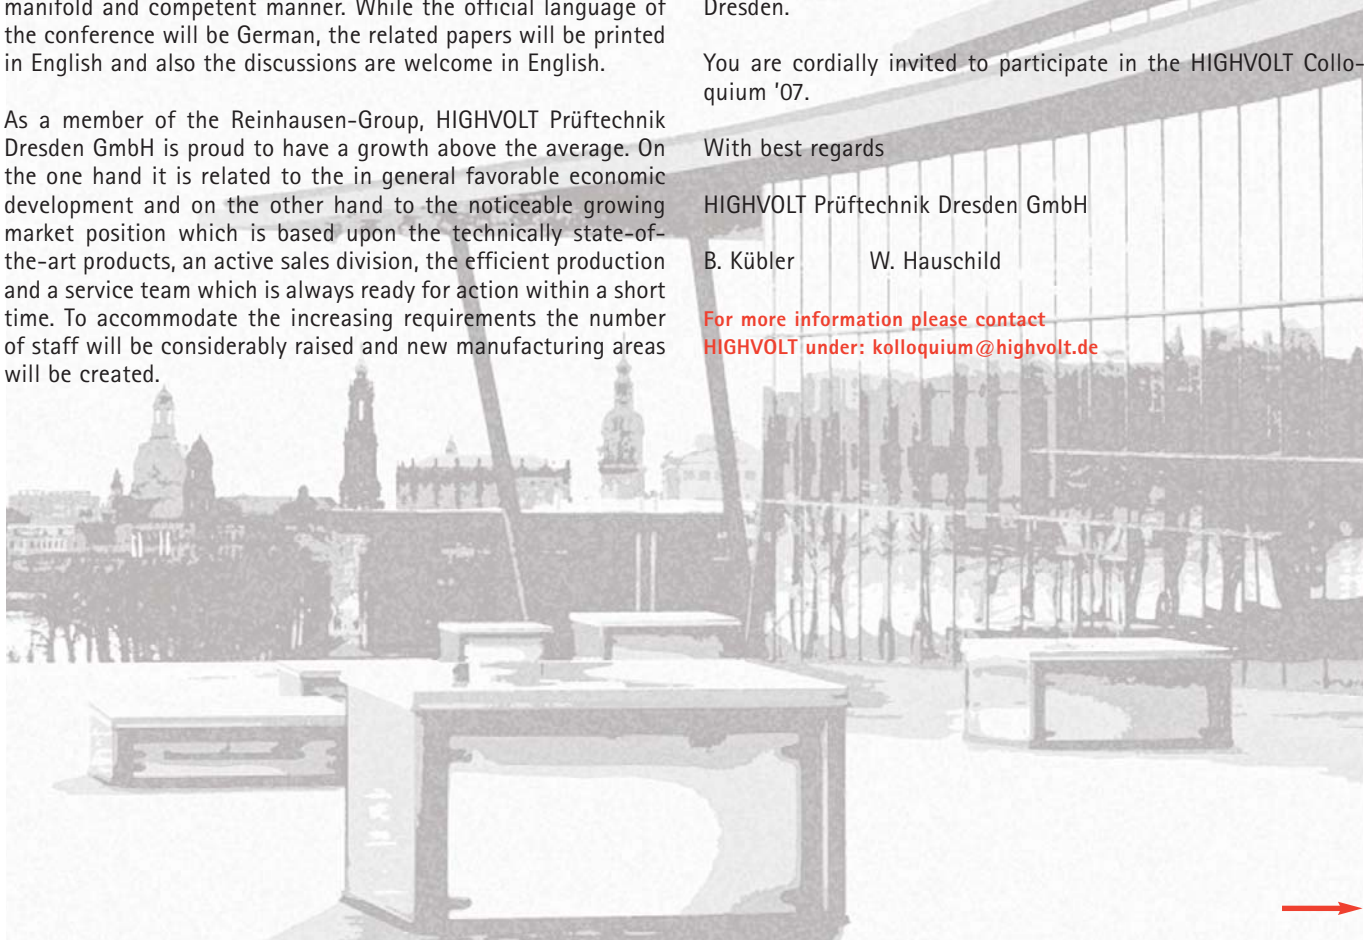 manifold and competent manner. While the official language of
the conference will be German, the related papers will be printed
in English and also the discussions are welcome in English.
As a member of the Reinhausen-Group, HIGHVOLT Prüftechnik
Dresden GmbH is proud to have a growth above the average. On
the one hand it is related to the in general favorable economic
development and on the other hand to the noticeable growing
market position which is based upon the technically state-of-
the-art products, an active sales division, the efficient production
and a service team which is always ready for action within a short
time. To accommodate the increasing requirements the number
of staff will be considerably raised and new manufacturing areas
will be created.
Dresden.
You are cordially invited to participate in the HIGHVOLT Collo-
quium '07.
With best regards
HIGHVOLT Prüftechnik Dresden GmbH
B. Kübler W. Hauschild
For more information please contact
HIGHVOLT under: kolloquium@highvolt.de